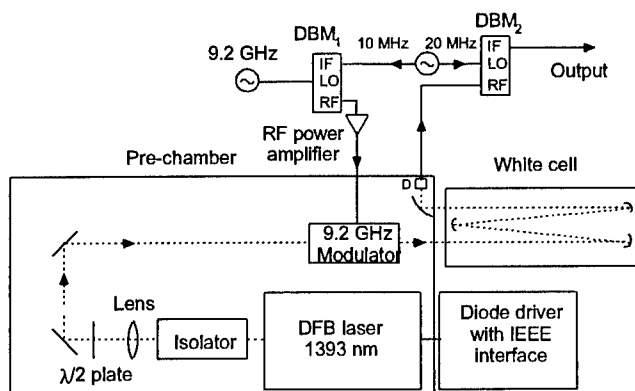 DBM1
DBM2
9.2 GHz
10 MHz
20 MHz
IF
LO
RF
IF
LO
RF
Output
RF power
amplifier
Pre-chamber
White cell
D
9.2 GHz
Modulator
Lens
Isolator
DFB laser
1393 nm
Diode driver
with IEEE
interface
λ/2 plate